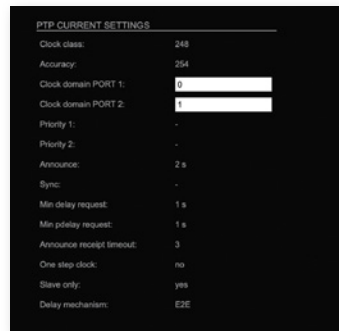 PTP CURRENT SETTINGS
Clock class: 248
Accuracy: 254
Clock domain PORT 1: 0
Clock domain PORT 2: 1
Priority 1: -
Priority 2: -
Announce: 2 s
Sync: -
Min delay request: 1 s
Min pdelay request: 1 s
Announce receipt timeout: 3
One step clock: no
Slave only: yes
Delay mechanism: E2E